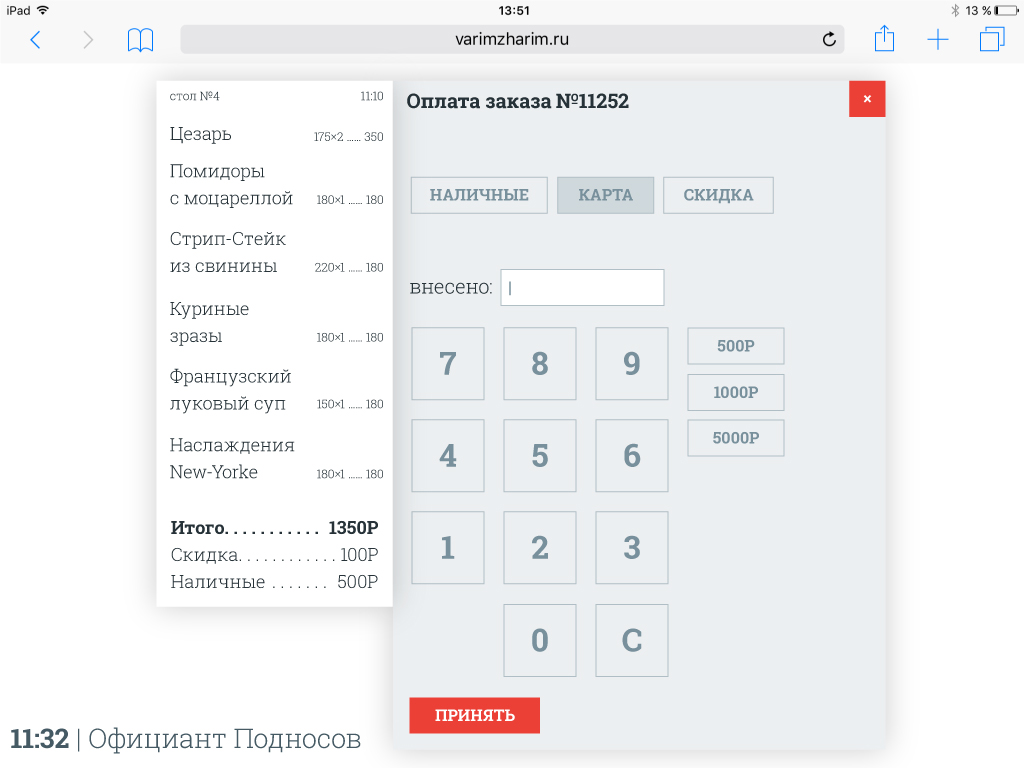 iPad 13:51 13 %
varimzharim.ru
стол №4 11:10
Цезарь 175×2 ...... 350
Помидоры
с моцареллой 180×1 ...... 180
Стрип-Стейк
из свинины 220×1 ...... 180
Куриные
зразы 180×1 ...... 180
Французский
луковый суп 150×1 ...... 180
Наслаждения
New-Yorke 180×1 ...... 180
Итого. . . . . . . . . . . 1350Р
Скидка. . . . . . . . . . . . 100Р
Наличные . . . . . . . 500Р
Оплата заказа №11252
×
НАЛИЧНЫЕ КАРТА СКИДКА
внесено:
7 8 9 500Р
1000Р
4 5 6 5000Р
1 2 3
0 С
ПРИНЯТЬ
11:32 | Официант Подносов